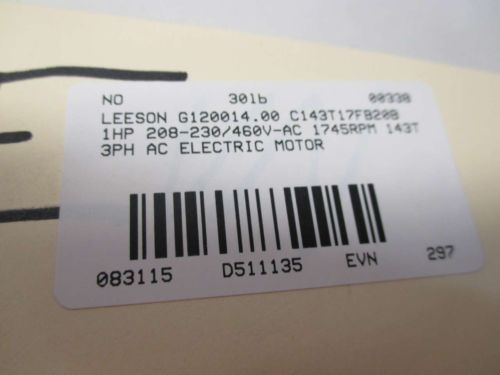 NO 30lb 00338
LEESON G120014.00 C143T17FB20B
1HP 208-230/460V-AC 1745RPM 143T
3PH AC ELECTRIC MOTOR
083115 D511135 EVN 297